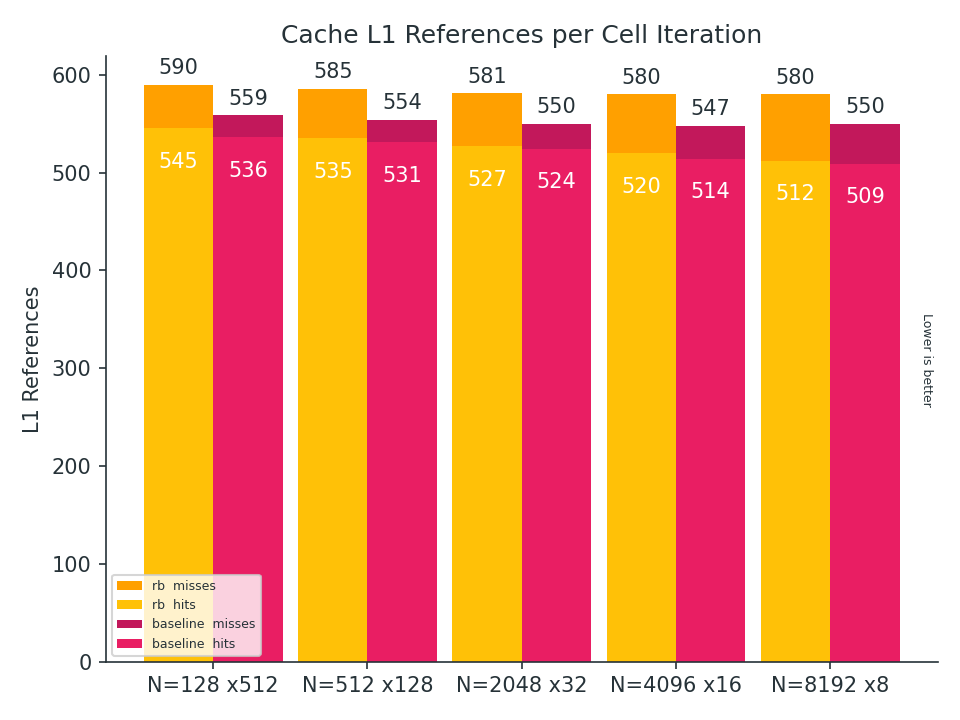 Cache L1 References per Cell Iteration
L1 References
600
500
400
300
200
100
0
590
559
585
554
581
550
580
547
580
550
545
536
535
531
527
524
520
514
512
509
Lower is better
rb  misses
rb  hits
baseline  misses
baseline  hits
N=128 x512
N=512 x128
N=2048 x32
N=4096 x16
N=8192 x8